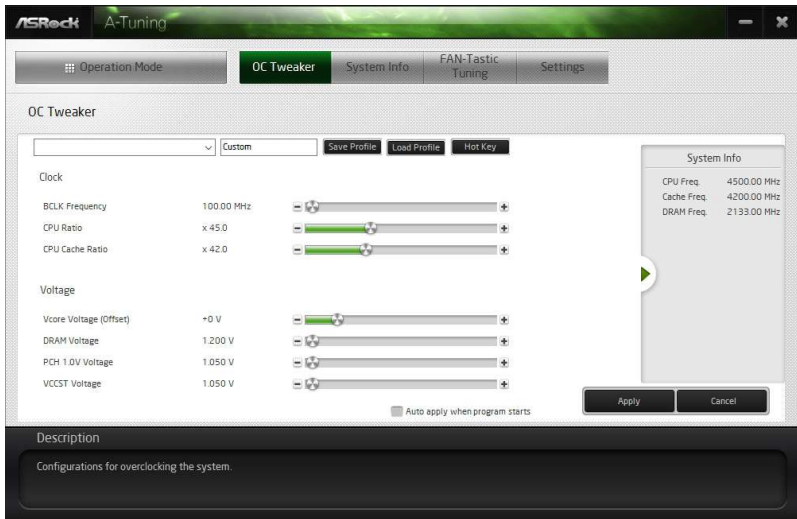 ASRock A-Tuning
Operation Mode OC Tweaker System Info FAN-Tastic Tuning Settings
OC Tweaker
Custom Save Profile Load Profile Hot Key
System Info
Clock
CPU Freq. 4500.00 MHz
Cache Freq. 4200.00 MHz
DRAM Freq. 2133.00 MHz
BCLK Frequency 100.00 MHz
CPU Ratio x 45.0
CPU Cache Ratio x 42.0
Voltage
Vcore Voltage (Offset) +0 V
DRAM Voltage 1.200 V
PCH 1.0V Voltage 1.050 V
VCCST Voltage 1.050 V
Auto apply when program starts
Apply Cancel
Description
Configurations for overclocking the system.